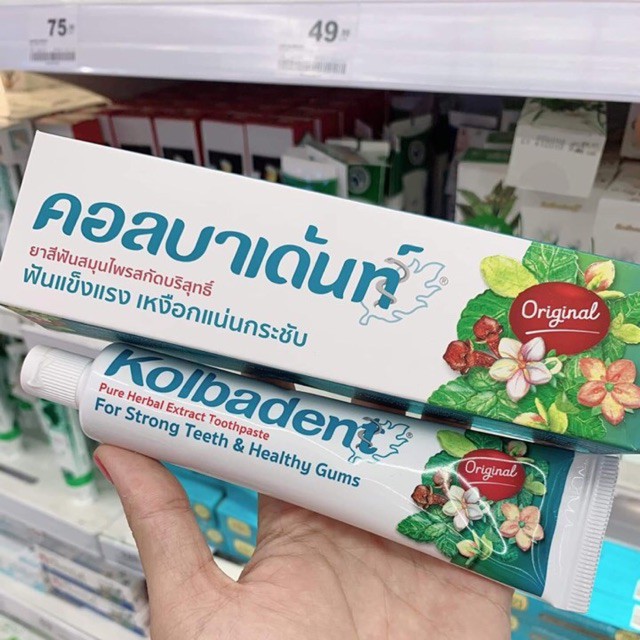 75
49
คอลบาเด้นท์
ยาสีฟันสมุนไพรสกัดบริสุทธิ์
ฟันแข็งแรง เหงือกแน่นกระชับ
Original
Kolbadent
Pure Herbal Extract Toothpaste
For Strong Teeth & Healthy Gums
Original